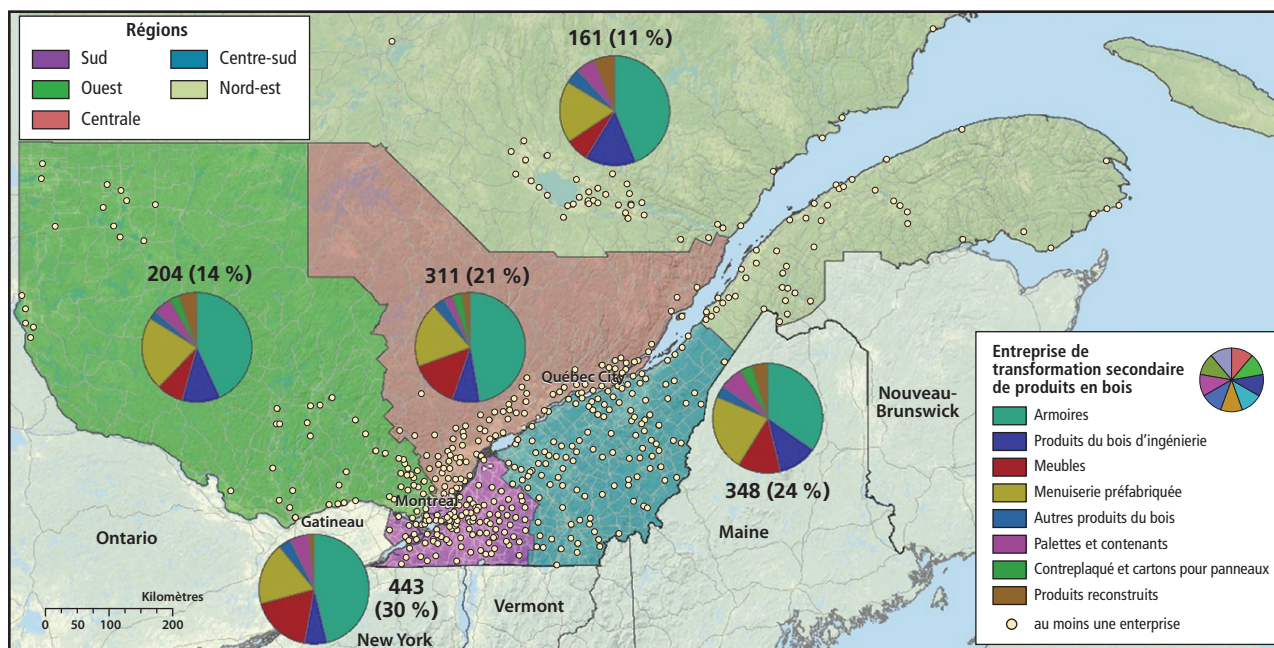 Régions
Sud
Ouest
Centrale
Centre-sud
Nord-est
161 (11 %)
204 (14 %)
311 (21 %)
Québec City
348 (24 %)
Montréal
Gatineau
Ontario
443
(30 %)
New York
Vermont
Maine
Nouveau-
Brunswick
Kilomètres
0 50 100 200
Entreprise de
transformation secondaire
de produits en bois
Armoires
Produits du bois d'ingénierie
Meubles
Menuiserie préfabriquée
Autres produits du bois
Palettes et contenants
Contreplaqué et cartons pour panneaux
Produits reconstruits
au moins une enterprise